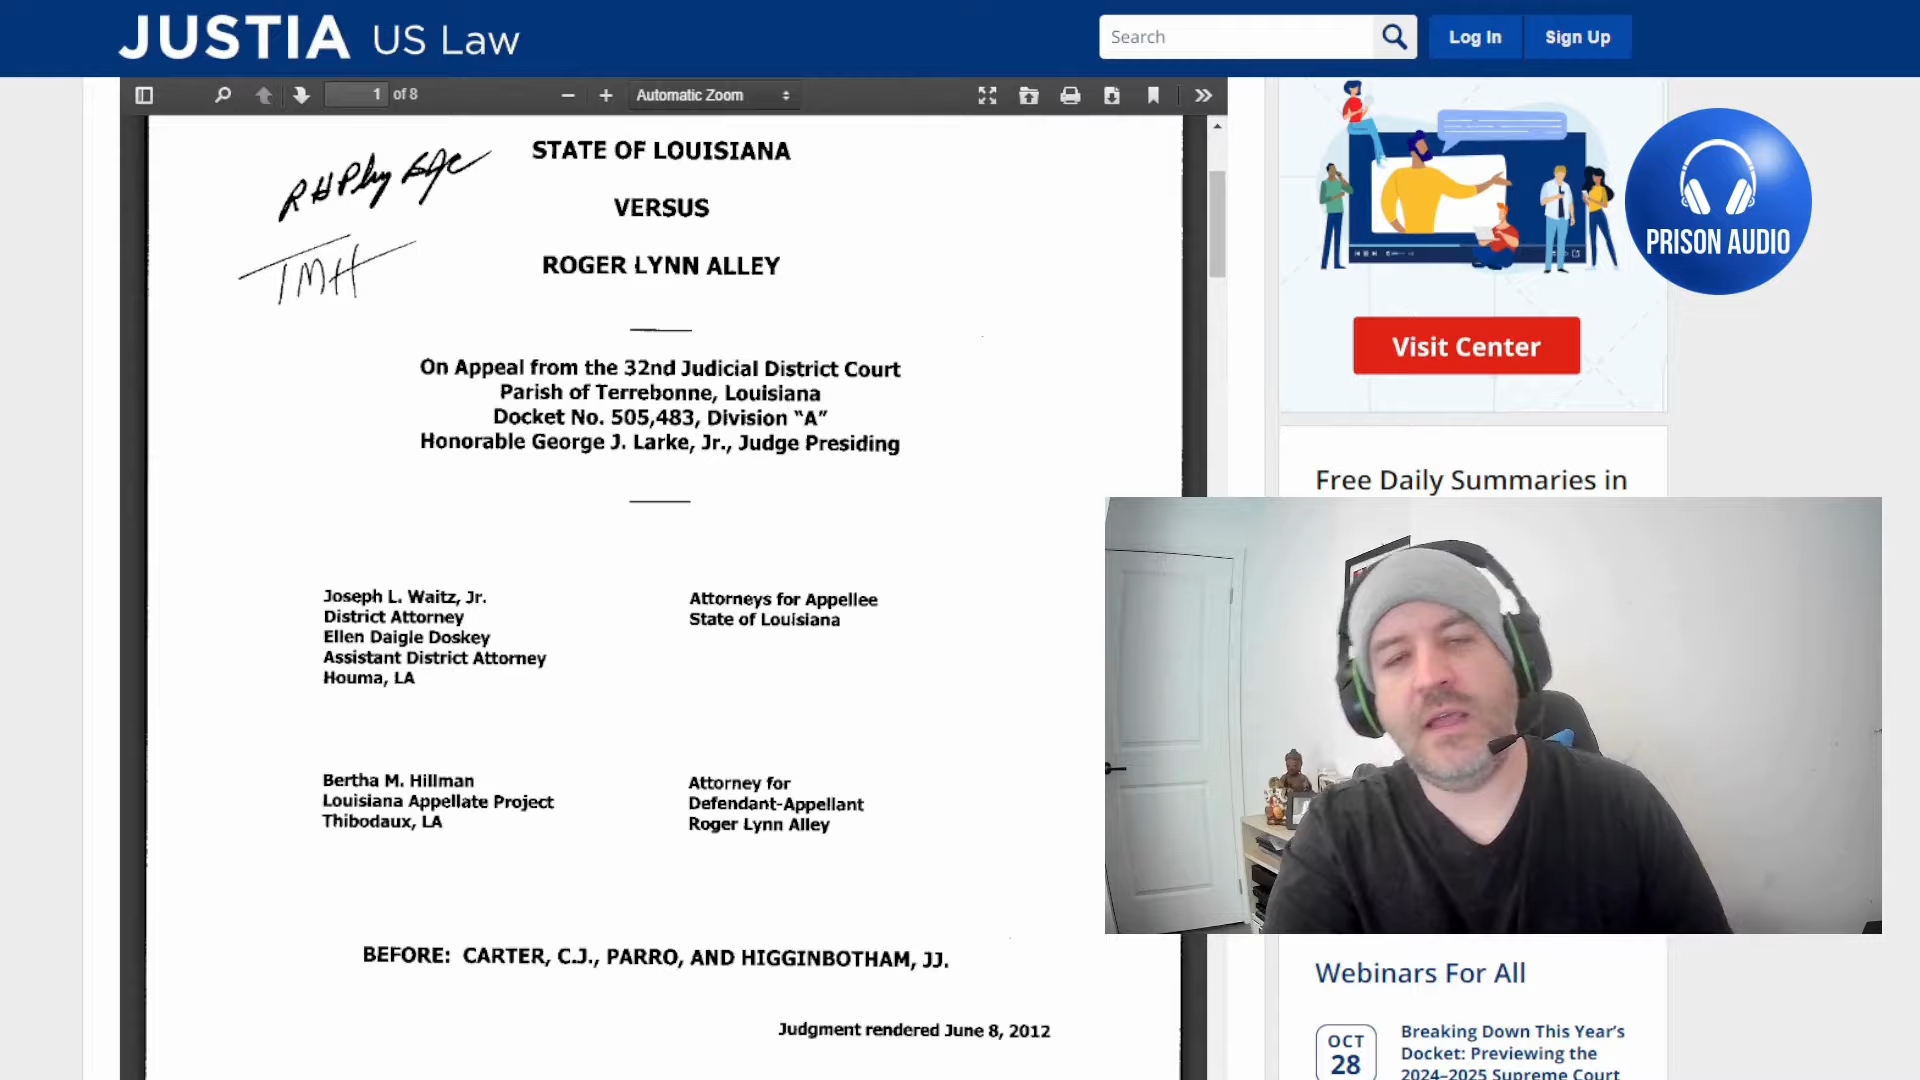 JUSTIA US Law
Search
Log In
Sign Up
1 of 8
Automatic Zoom
STATE OF LOUISIANA
VERSUS
ROGER LYNN ALLEY
TMH
On Appeal from the 32nd Judicial District Court
Parish of Terrebonne, Louisiana
Docket No. 505,483, Division “A”
Honorable George J. Larke, Jr., Judge Presiding
Joseph L. Waitz, Jr.
District Attorney
Ellen Daigle Doskey
Assistant District Attorney
Houma, LA
Attorneys for Appellee
State of Louisiana
Bertha M. Hillman
Louisiana Appellate Project
Thibodaux, LA
Attorney for
Defendant-Appellant
Roger Lynn Alley
BEFORE: CARTER, C.J., PARRO, AND HIGGINBOTHAM, JJ.
Judgment rendered June 8, 2012
PRISON AUDIO
Visit Center
Free Daily Summaries in
Webinars For All
OCT
28
Breaking Down This Year’s
Docket: Previewing the
2024–2025 Supreme Court